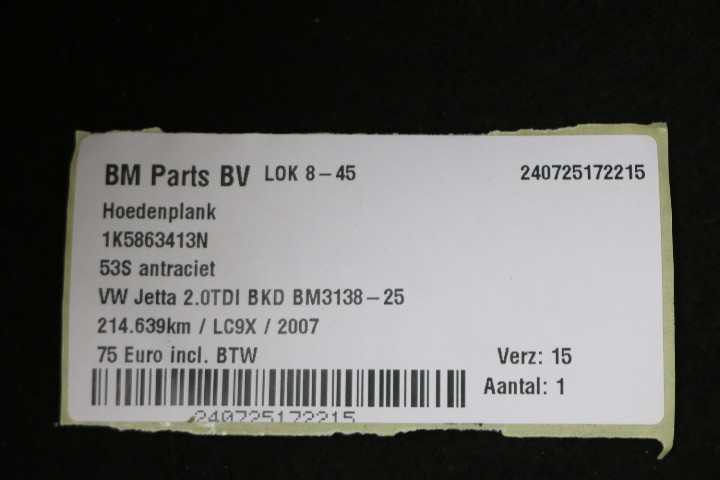 BM Parts BV LOK 8-45 240725172215
Hoedenplank
1K5863413N
53S antraciet
VW Jetta 2.0TDI BKD BM3138-25
214.639km / LC9X / 2007
75 Euro incl. BTW Verz: 15
Aantal: 1
240725172215